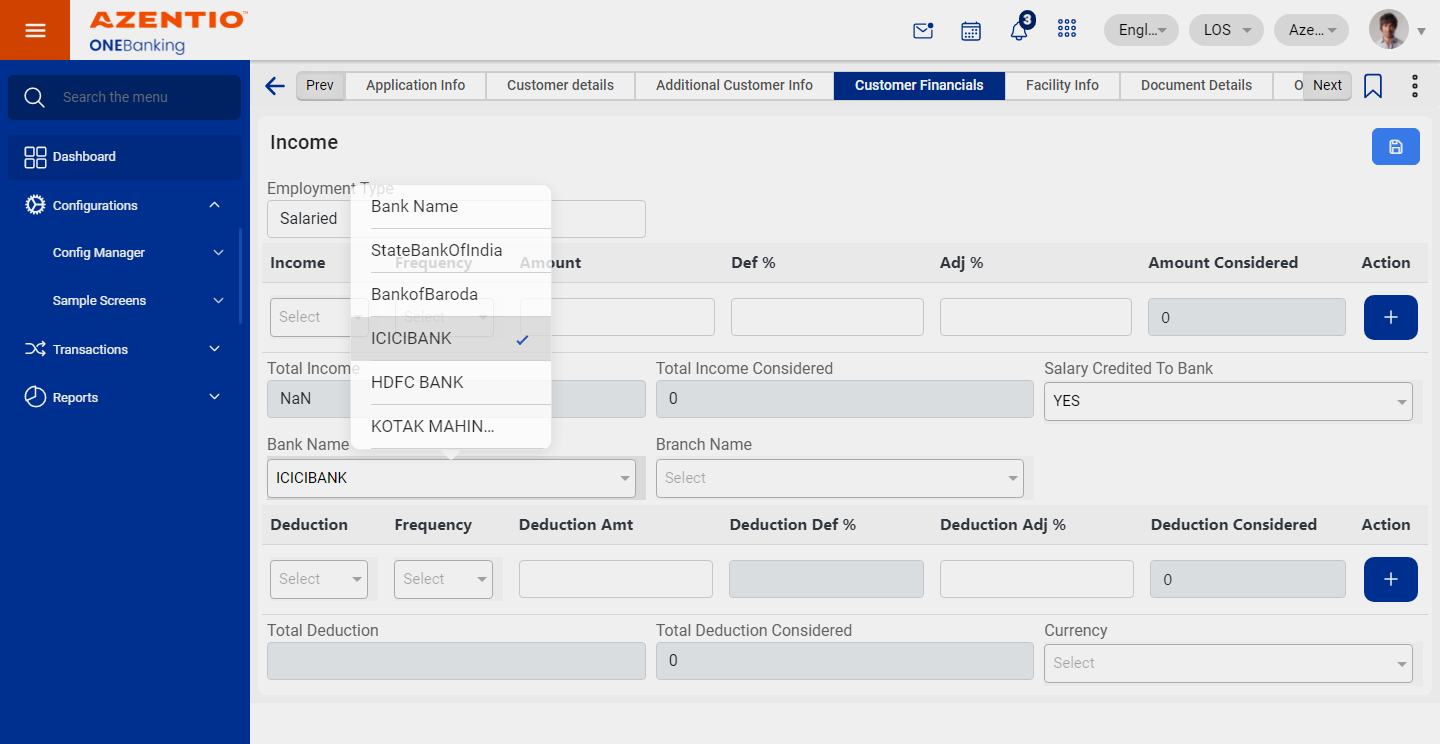 AZENTIO™
ONEBanking
3
Engl...
LOS
Aze...
Search the menu
Dashboard
Configurations
Config Manager
Sample Screens
Transactions
Reports
Prev
Application Info
Customer details
Additional Customer Info
Customer Financials
Facility Info
Document Details
O
Next
Income
Employment Type
Salaried
Bank Name
StateBankOfIndia
BankofBaroda
ICICIBANK
HDFC BANK
KOTAK MAHIN...
Income
Frequency
Amount
Def %
Adj %
Amount Considered
Action
Select
Select
0
+
Total Income
Total Income Considered
Salary Credited To Bank
NaN
0
YES
Bank Name
Branch Name
ICICIBANK
Select
Deduction
Frequency
Deduction Amt
Deduction Def %
Deduction Adj %
Deduction Considered
Action
Select
Select
0
+
Total Deduction
Total Deduction Considered
Currency
0
Select